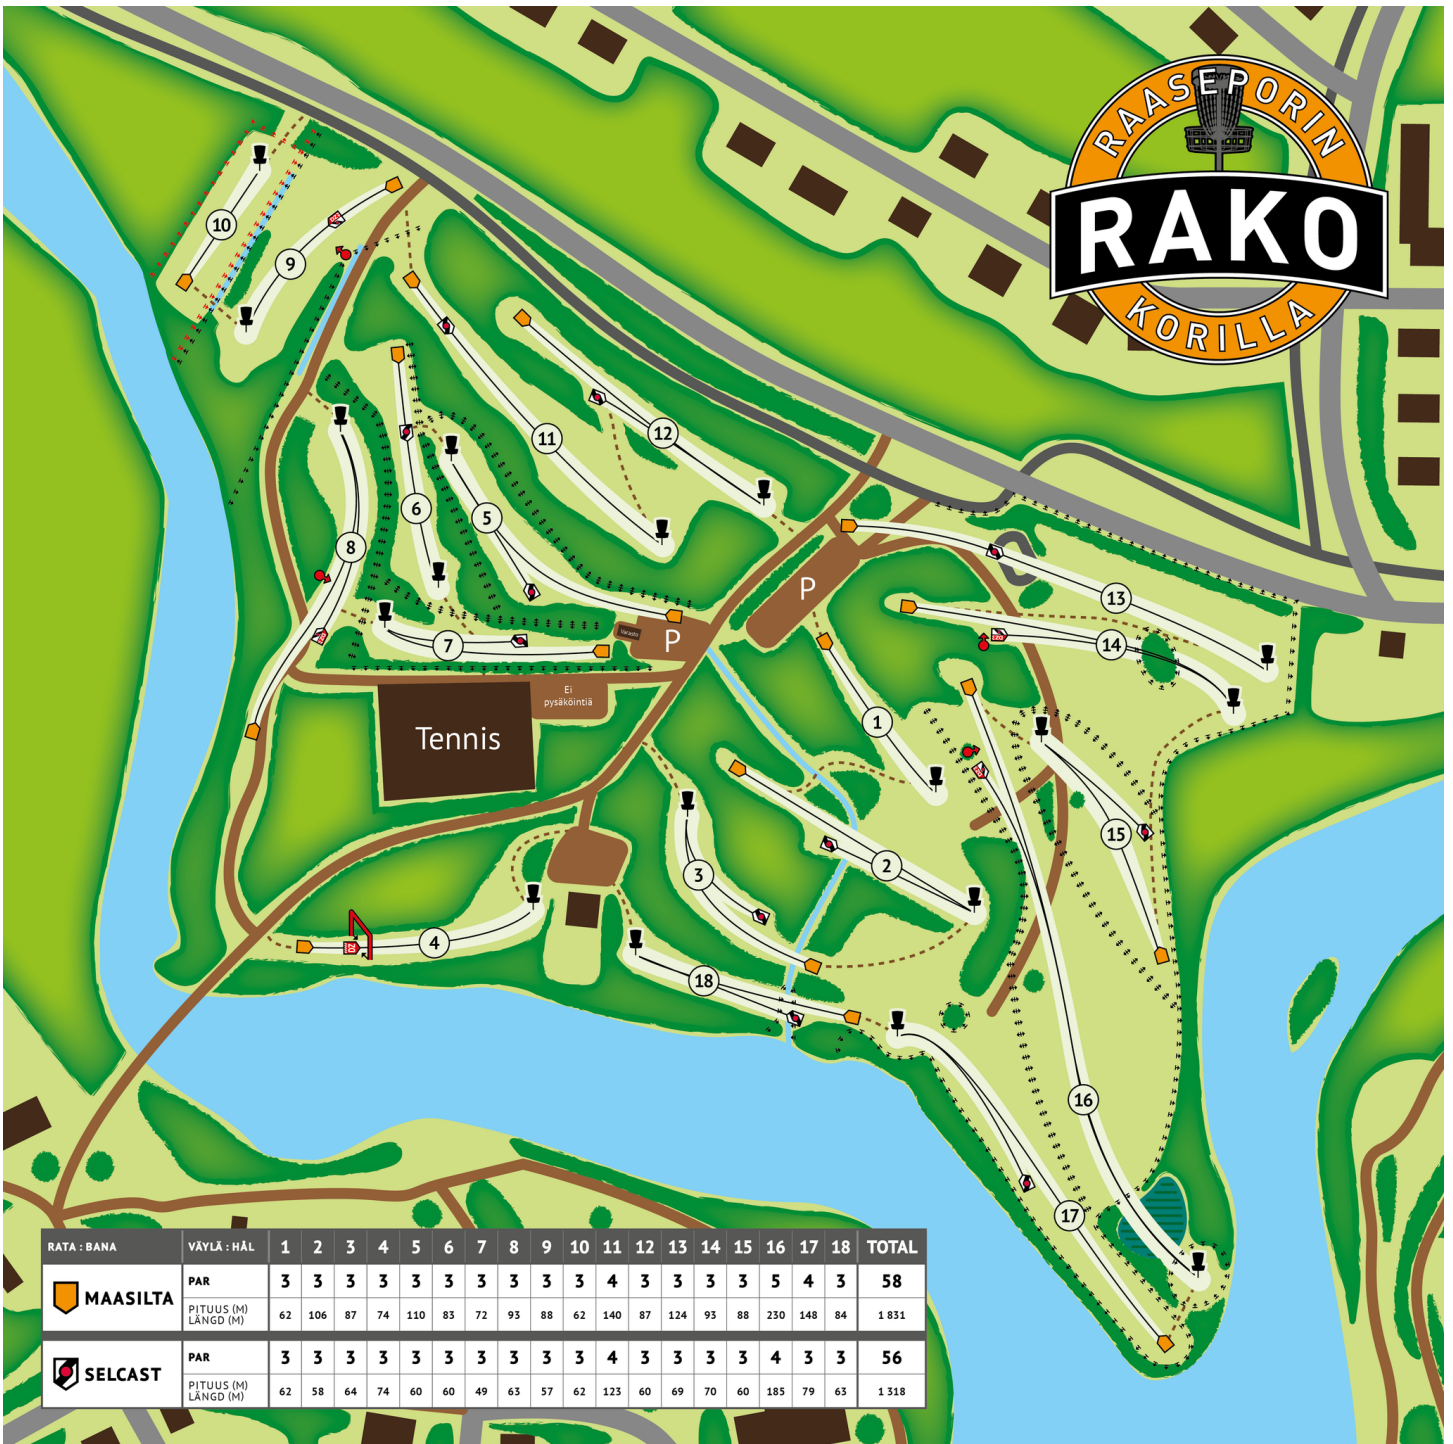 RAASEPORIN
RAKO
KORILLA
10
9
11
12
6
5
8
7
13
14
1
15
2
3
4
18
16
17
P
P
Varasto
Ei
pysäköintiä
Tennis
RATA : BANA VÄYLÄ : HÅL 1 2 3 4 5 6 7 8 9 10 11 12 13 14 15 16 17 18 TOTAL
MAASILTA
PAR 3 3 3 3 3 3 3 3 3 3 4 3 3 3 3 5 4 3 58
PITUUS (M)
LÄNGD (M)
62 106 87 74 110 83 72 93 88 62 140 87 124 93 88 230 148 84 1 831
SELCAST
PAR 3 3 3 3 3 3 3 3 3 3 4 3 3 3 3 4 3 3 56
PITUUS (M)
LÄNGD (M)
62 58 64 74 60 60 49 63 57 62 123 60 69 70 60 185 79 63 1 318